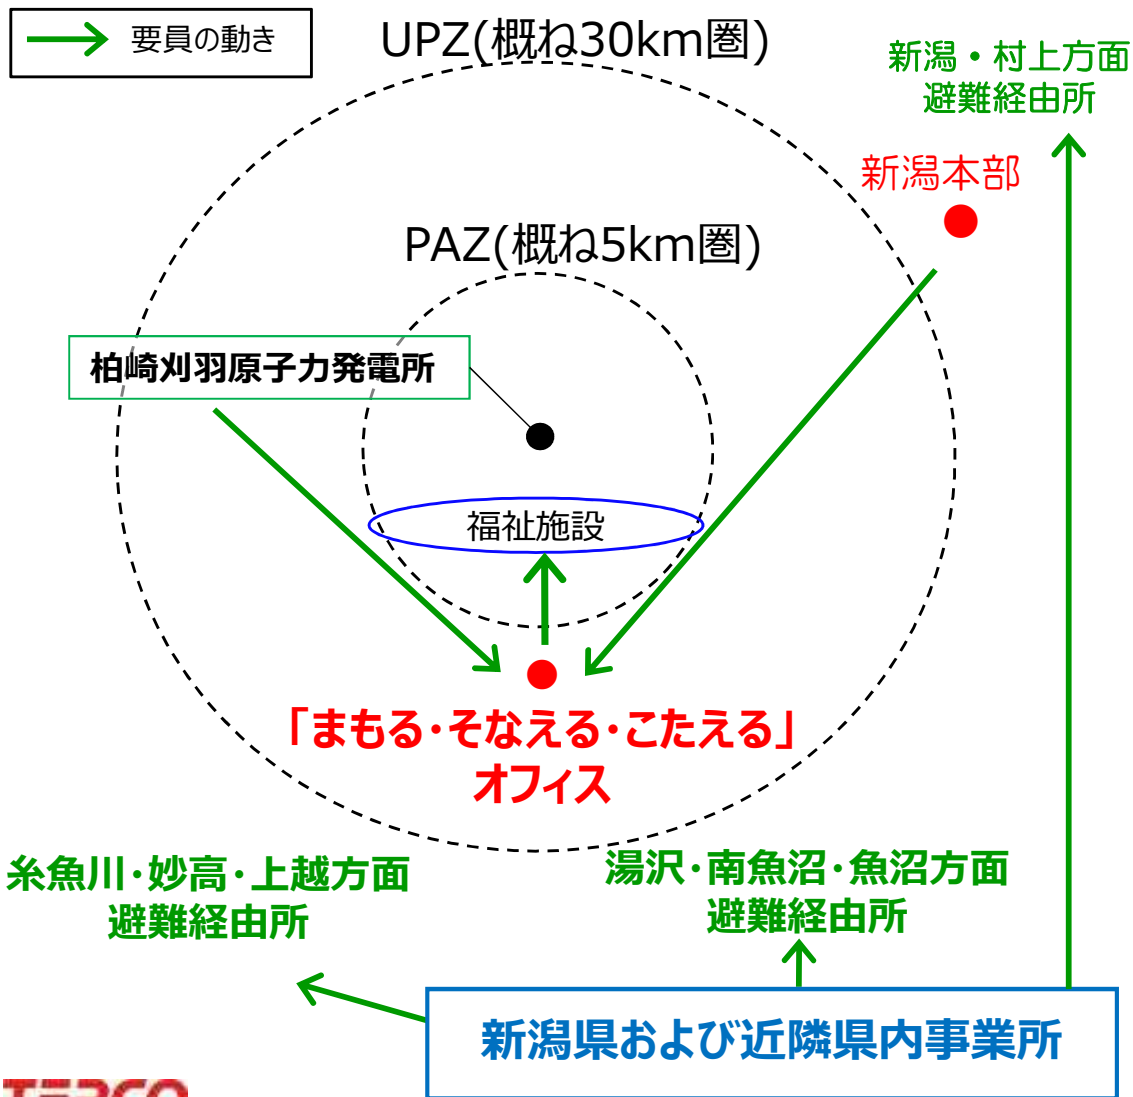 要員の動き
UPZ(概ね30km圏)
新潟・村上方面
避難経由所
新潟本部
PAZ(概ね5km圏)
柏崎刈羽原子力発電所
福祉施設
「まもる・そなえる・こたえる」
オフィス
糸魚川・妙高・上越方面
避難経由所
湯沢・南魚沼・魚沼方面
避難経由所
新潟県および近隣県内事業所
TEPCO